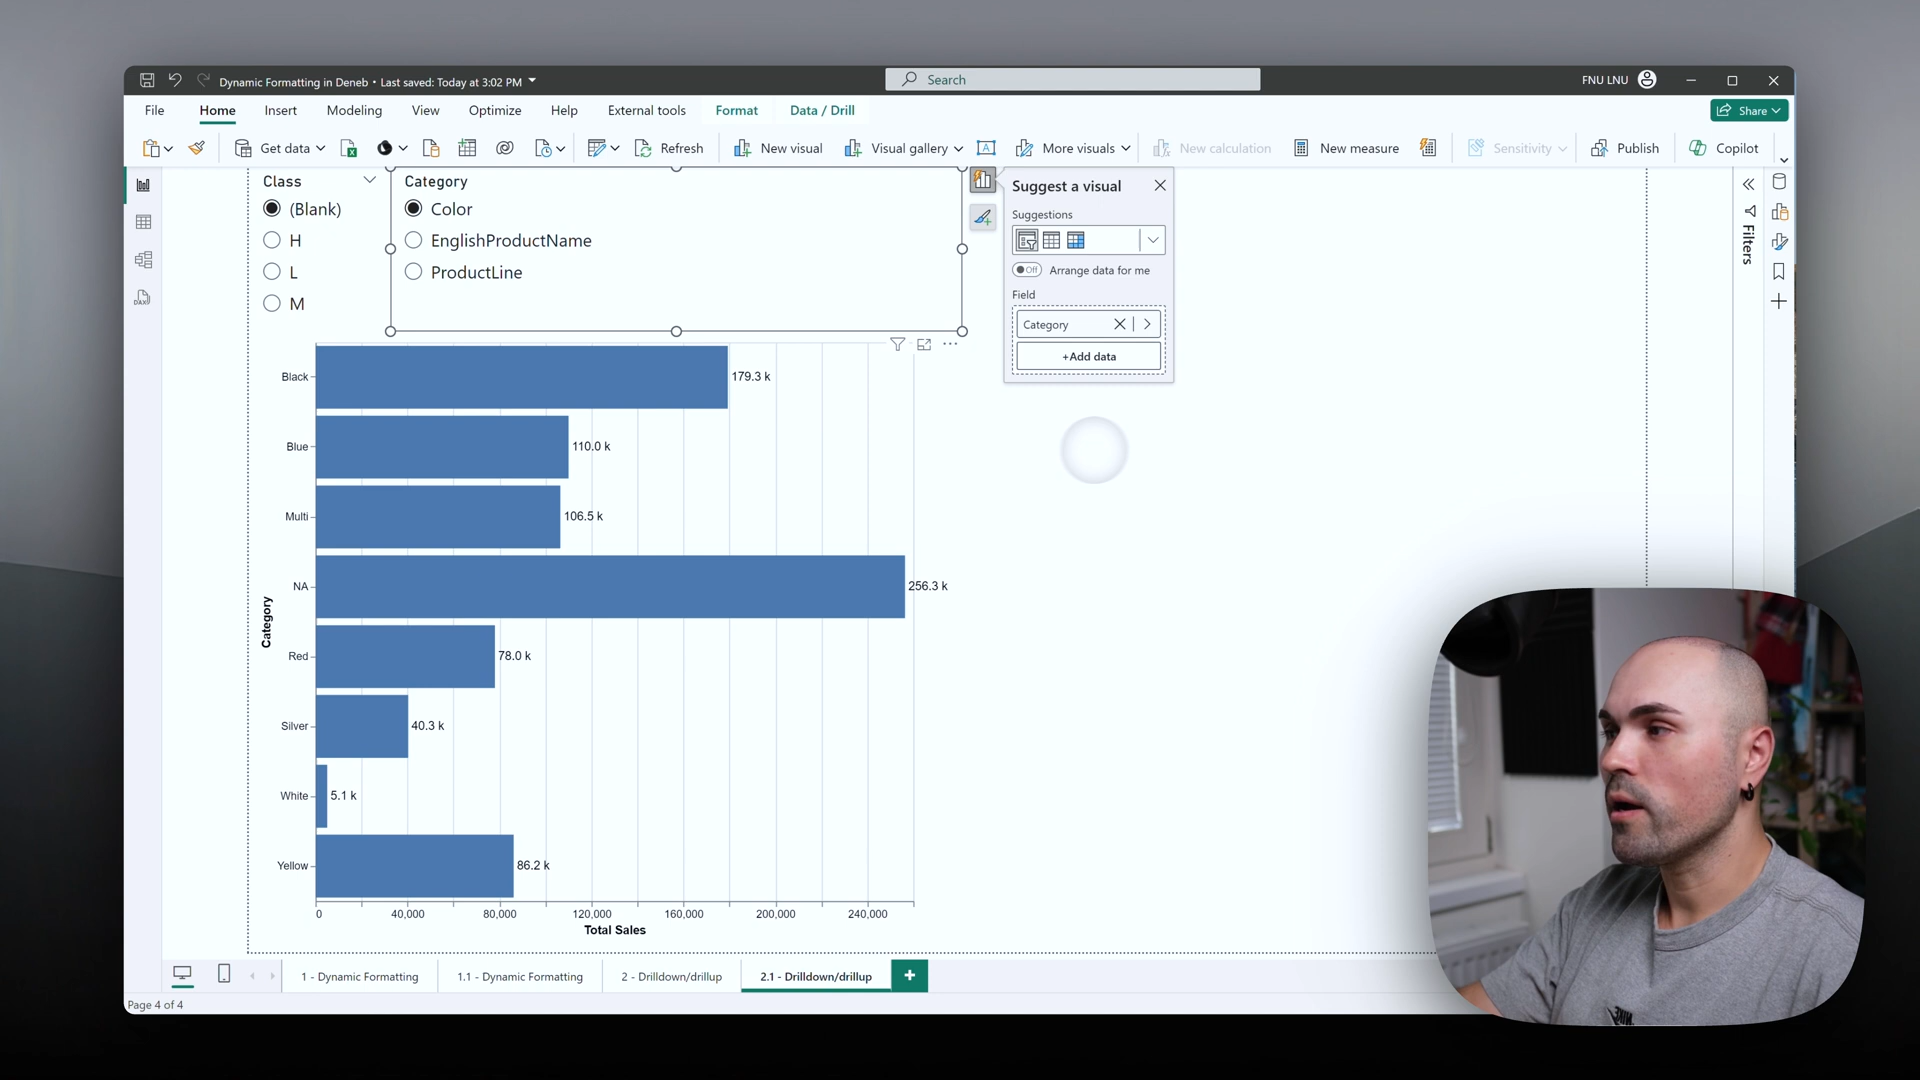 Dynamic Formatting in Deneb • Last saved: Today at 3:02 PM
Search
FNU LNU
File
Home
Insert
Modeling
View
Optimize
Help
External tools
Format
Data / Drill
Share
Get data
Refresh
New visual
Visual gallery
A
More visuals
New calculation
New measure
Sensitivity
Publish
Copilot
Class
(Blank)
H
L
M
Category
Color
EnglishProductName
ProductLine
Suggest a visual
Suggestions
Off
Arrange data for me
Field
Category
+Add data
Filters
DAX
Category
Black
179.3 k
Blue
110.0 k
Multi
106.5 k
NA
256.3 k
Red
78.0 k
Silver
40.3 k
White
5.1 k
Yellow
86.2 k
0
40,000
80,000
120,000
160,000
200,000
240,000
Total Sales
1 - Dynamic Formatting
1.1 - Dynamic Formatting
2 - Drilldown/drillup
2.1 - Drilldown/drillup
+
Page 4 of 4
NIKE